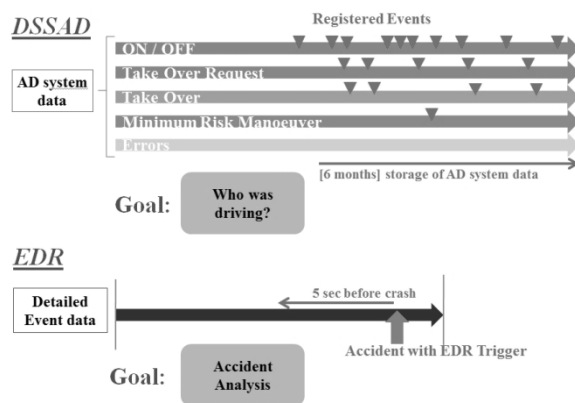 DSSAD
Registered Events
ON / OFF
Take Over Request
AD system
data
Take Over
Minimum Risk Manoeuver
Errors
[6 months] storage of AD system data
Goal:
Who was
driving?
EDR
Detailed
Event data
5 sec before crash
Accident with EDR Trigger
Goal:
Accident
Analysis